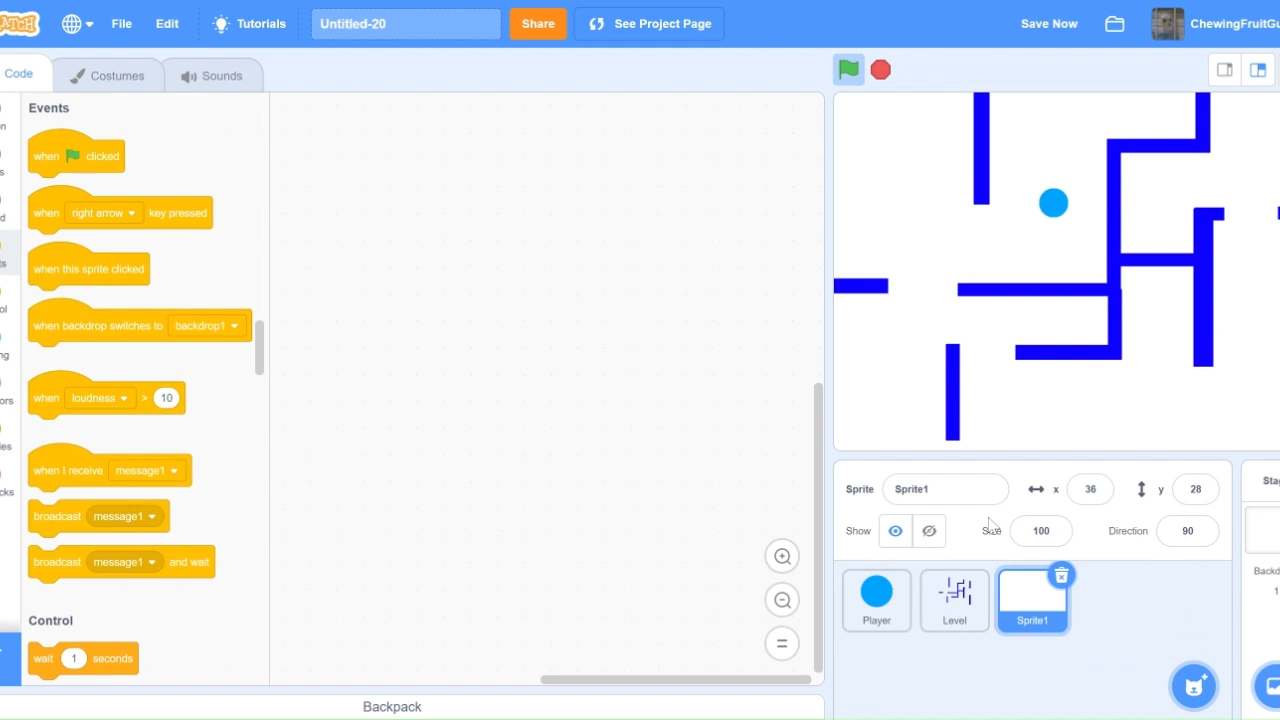 File Edit Tutorials Untitled-20 Share See Project Page Save Now
Code Costumes Sounds
Events
when clicked
when right arrow key pressed
when this sprite clicked
when backdrop switches to backdrop1
when loudness > 10
when I receive message1
broadcast message1
broadcast message1 and wait
Control
wait 1 seconds
Backpack
Sprite Sprite1 x 36 y 28
Show Size 100 Direction 90
Player Level Sprite1